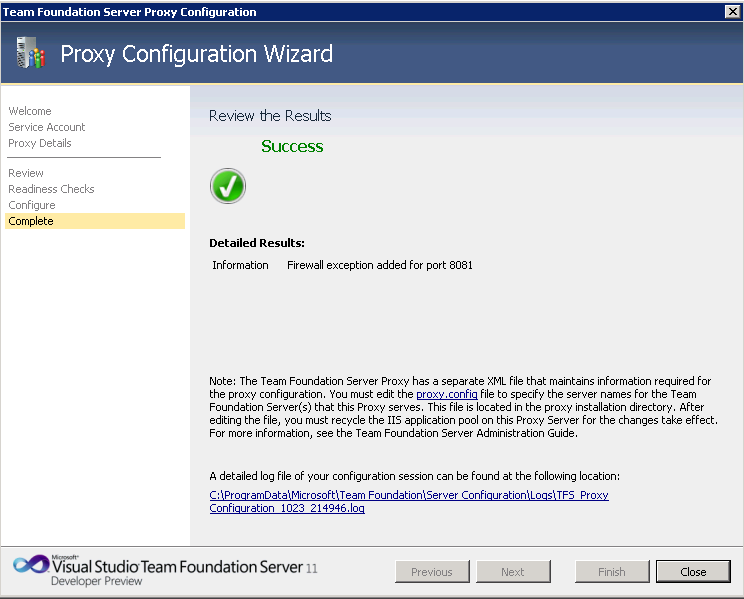 Team Foundation Server Proxy Configuration
Proxy Configuration Wizard
Welcome
Service Account
Proxy Details
Review
Readiness Checks
Configure
Complete
Review the Results
Success
Detailed Results:
Information Firewall exception added for port 8081
Note: The Team Foundation Server Proxy has a separate XML file that maintains information required for
the proxy configuration. You must edit the proxy.config file to specify the server names for the Team
Foundation Server(s) that this Proxy serves. This file is located in the proxy installation directory. After
editing the file, you must recycle the IIS application pool on this Proxy Server for the changes take effect.
For more information, see the Team Foundation Server Administration Guide.
A detailed log file of your configuration session can be found at the following location:
C:\ProgramData\Microsoft\Team Foundation\Server Configuration\Logs\TFS_Proxy
Configuration_1023_214946.log
Microsoft®
Visual Studio Team Foundation Server 11
Developer Preview
Previous
Next
Finish
Close